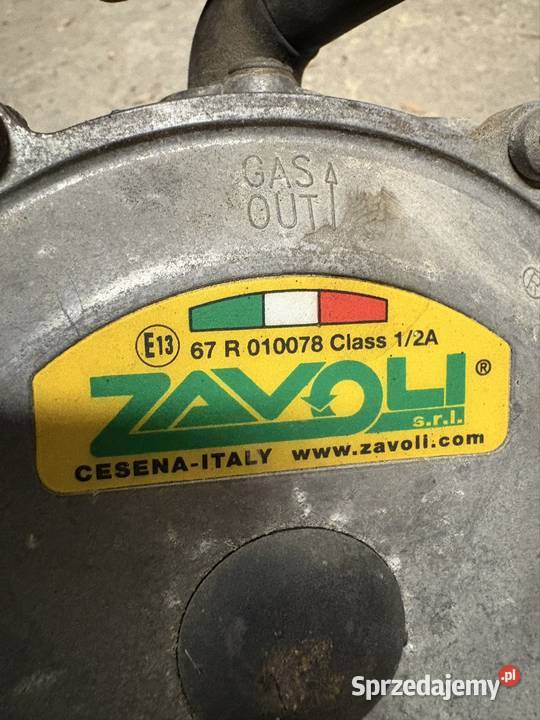 GAS
OUT
®
E13 67 R 010078 Class 1/2A
ZAVOLI®
s.r.l.
CESENA-ITALY www.zavoli.com
Sprzedajemy.pl